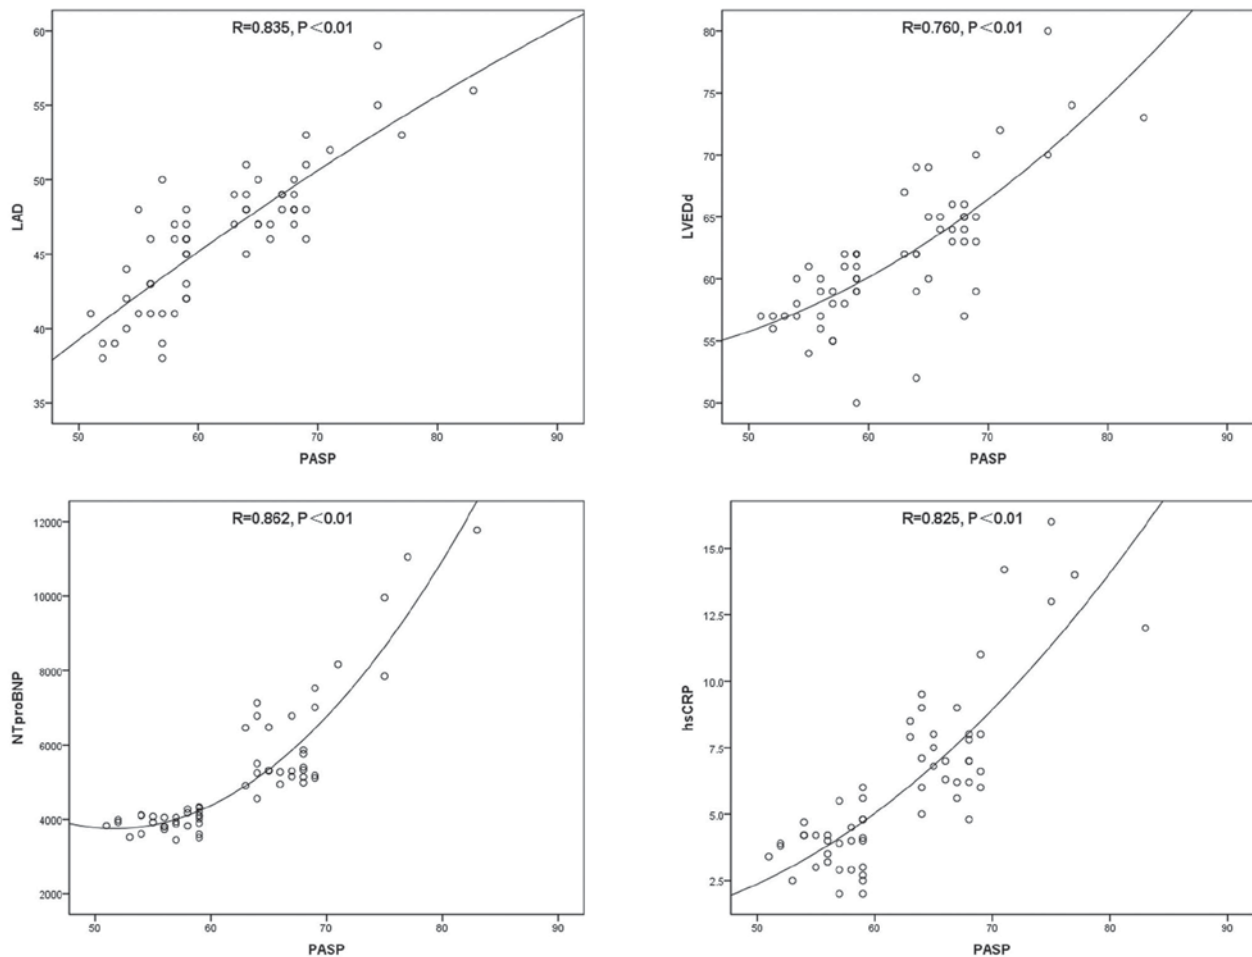 R=0.835, P<0.01
60
55
50
45
40
35
LAD
50 60 70 80 90
PASP
R=0.760, P<0.01
80
75
70
65
60
55
50
LVEDd
50 60 70 80 90
PASP
R=0.862, P<0.01
12000
10000
8000
6000
4000
2000
NTproBNP
50 60 70 80 90
PASP
R=0.825, P<0.01
15.0
12.5
10.0
7.5
5.0
2.5
hsCRP
50 60 70 80 90
PASP